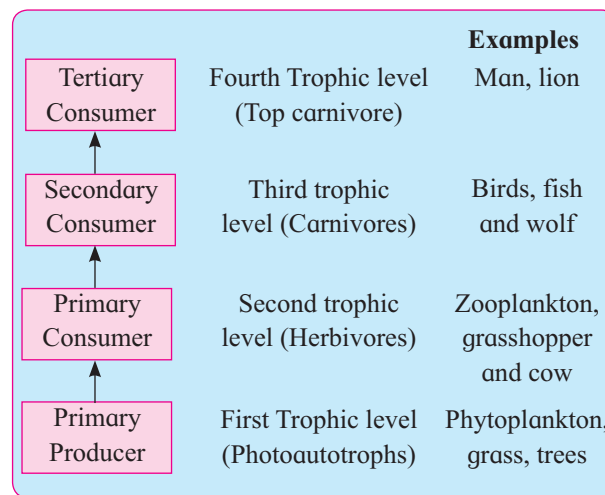 Examples
Tertiary Fourth Trophic level Man, lion
Consumer (Top carnivore)
Secondary Third trophic Birds, fish
Consumer level (Carnivores) and wolf
Primary Second trophic Zooplankton,
Consumer level (Herbivores) grasshopper
and cow
Primary First Trophic level Phytoplankton,
Producer (Photoautotrophs) grass, trees